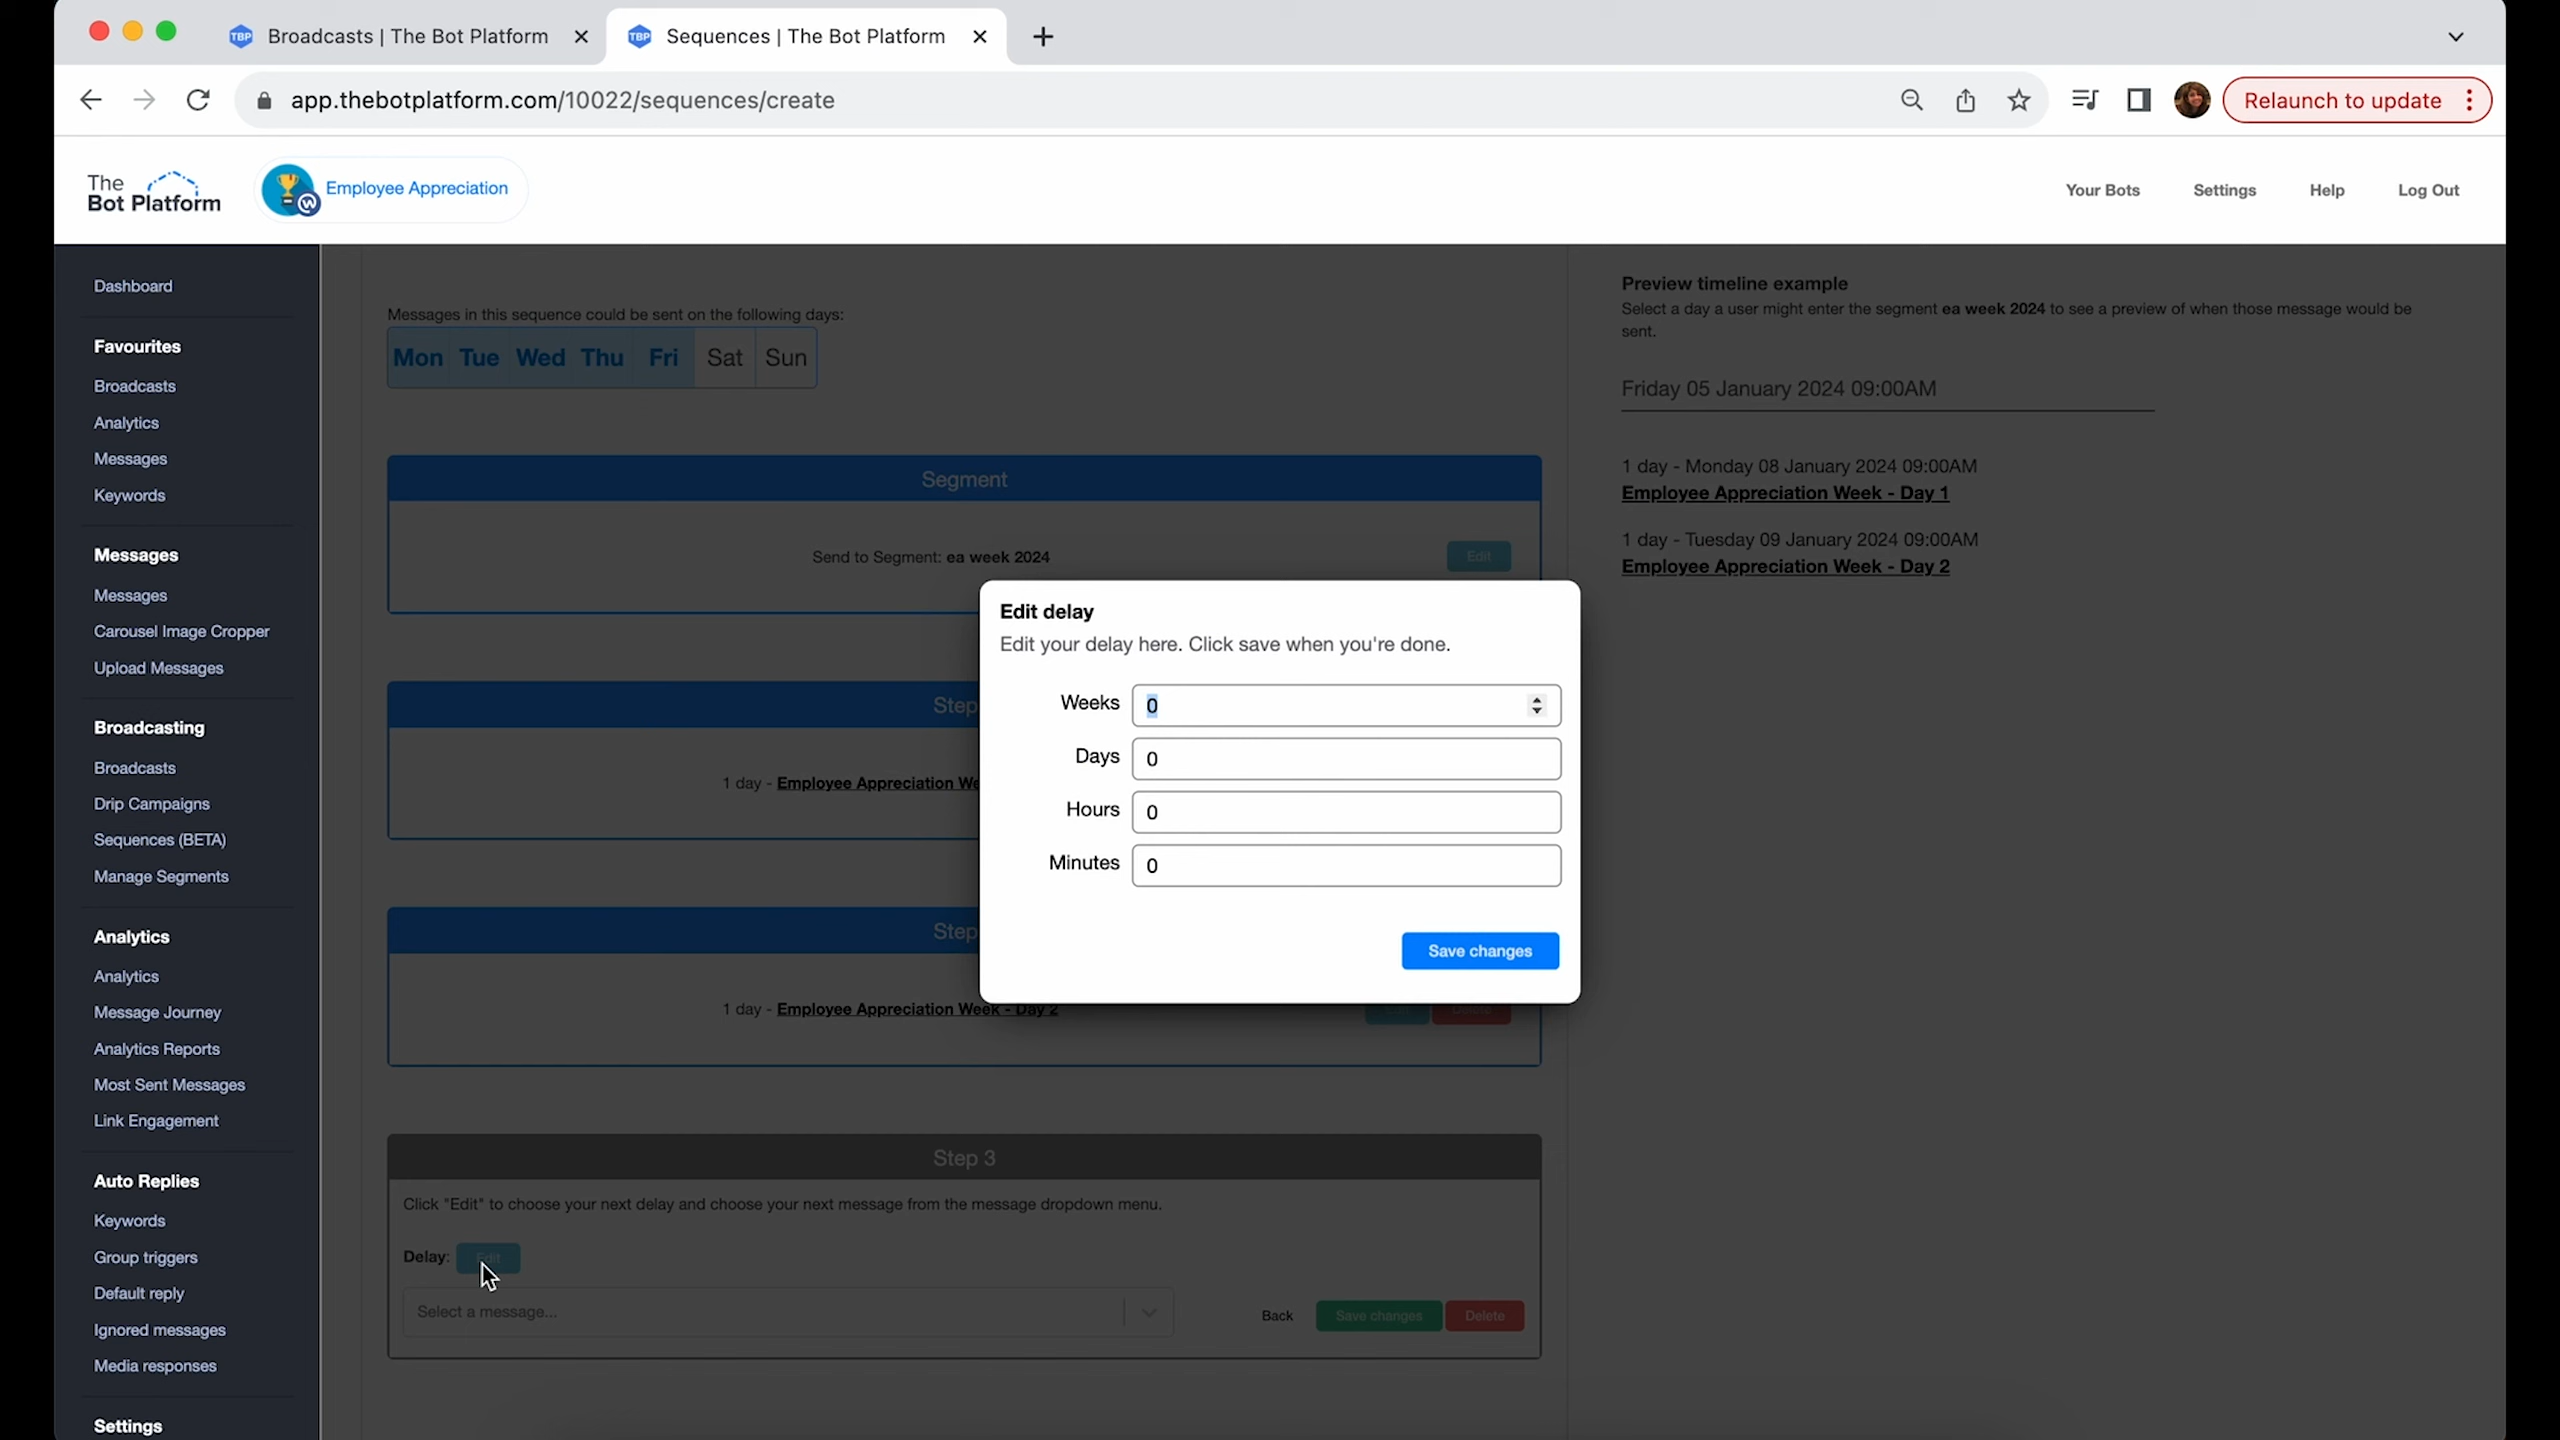 Broadcasts | The Bot Platform
Sequences | The Bot Platform
app.thebotplatform.com/10022/sequences/create
Relaunch to update
The
Bot Platform
Employee Appreciation
Your Bots
Settings
Help
Log Out
Dashboard
Favourites
Broadcasts
Analytics
Messages
Keywords
Messages
Messages
Carousel Image Cropper
Upload Messages
Broadcasting
Broadcasts
Drip Campaigns
Sequences (BETA)
Manage Segments
Analytics
Analytics
Message Journey
Analytics Reports
Most Sent Messages
Link Engagement
Auto Replies
Keywords
Group triggers
Default reply
Ignored messages
Media responses
Settings
Messages in this sequence could be sent on the following days:
Mon Tue Wed Thu Fri Sat Sun
Segment
Send to Segment: ea week 2024
Edit
Step
1 day - Employee Appreciation We
Step
1 day - Employee Appreciation Week - Day 2
Edit
Delete
Step 3
Click "Edit" to choose your next delay and choose your next message from the message dropdown menu.
Delay: Edit
Select a message...
Back
Save changes
Delete
Edit delay
Edit your delay here. Click save when you're done.
Weeks 0
Days 0
Hours 0
Minutes 0
Save changes
Preview timeline example
Select a day a user might enter the segment ea week 2024 to see a preview of when those message would be
sent.
Friday 05 January 2024 09:00AM
1 day - Monday 08 January 2024 09:00AM
Employee Appreciation Week - Day 1
1 day - Tuesday 09 January 2024 09:00AM
Employee Appreciation Week - Day 2